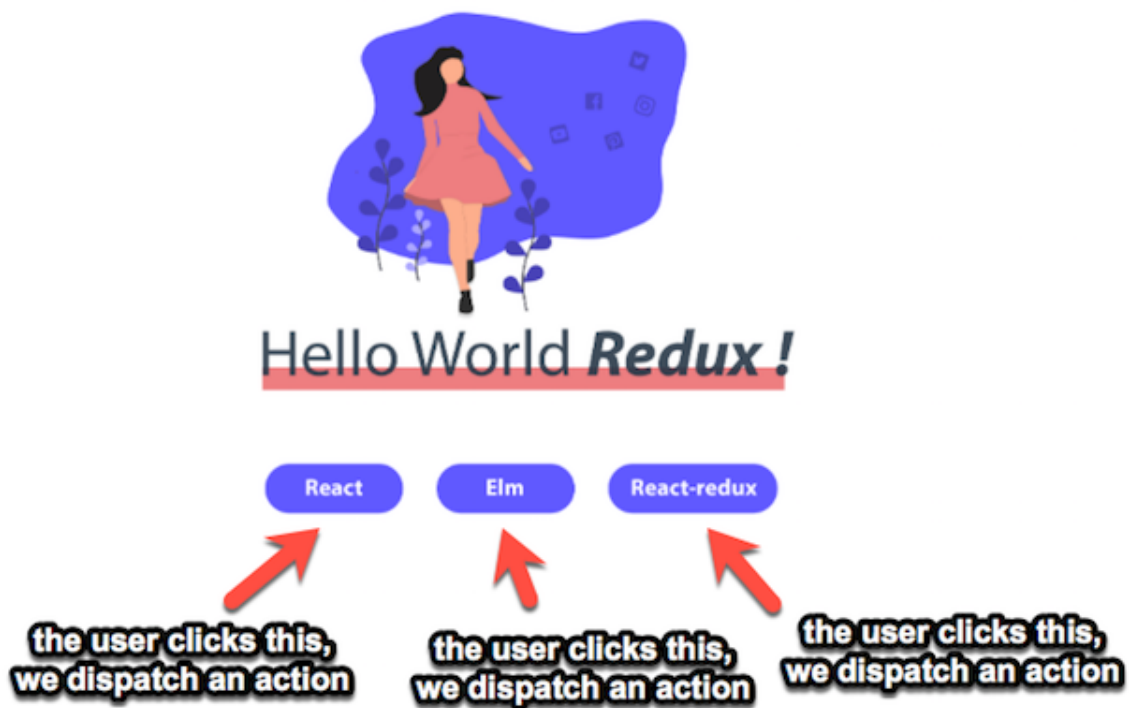 Hello World Redux !
React
Elm
React-redux
the user clicks this,
we dispatch an action
the user clicks this,
we dispatch an action
the user clicks this,
we dispatch an action